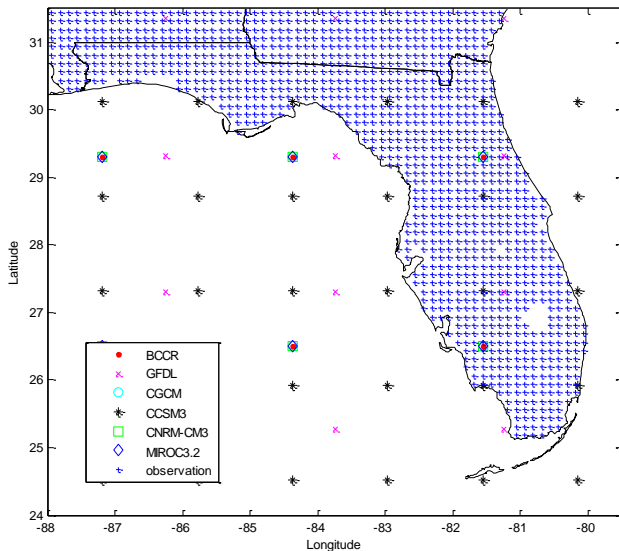 31
30
29
28
27
26
25
24
Latitude
BCCR
GFDL
CGCM
CCSM3
CNRM-CM3
MIROC3.2
observation
-88 -87 -86 -85 -84 -83 -82 -81 -80
Longitude